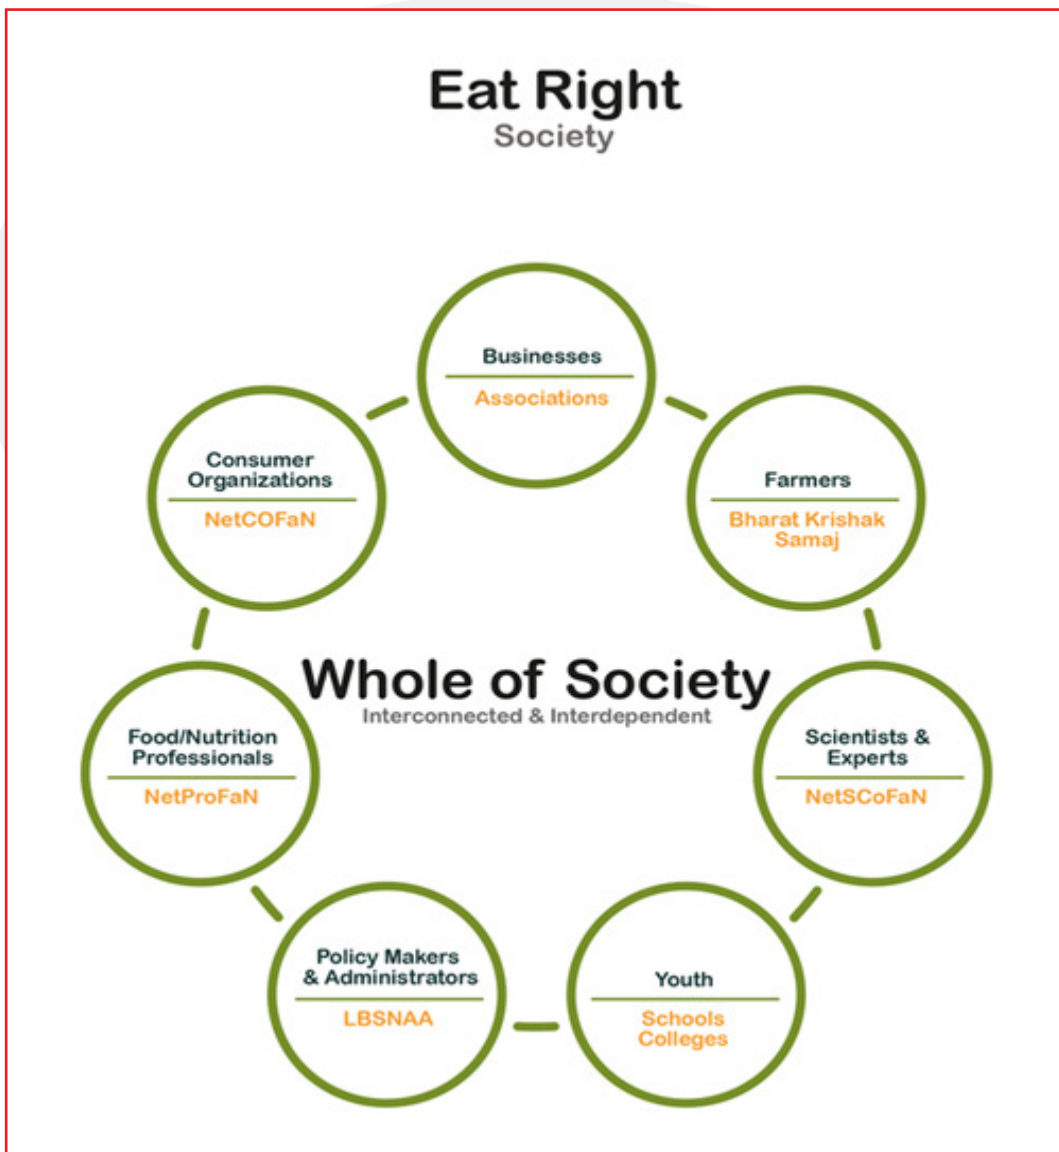 Eat Right
Society
Businesses
Associations
Consumer
Organizations
NetCOFaN
Farmers
Bharat Krishak
Samaj
Whole of Society
Interconnected & Interdependent
Food/Nutrition
Professionals
NetProFaN
Scientists &
Experts
NetSCoFaN
Policy Makers
& Administrators
LBSNAA
Youth
Schools
Colleges